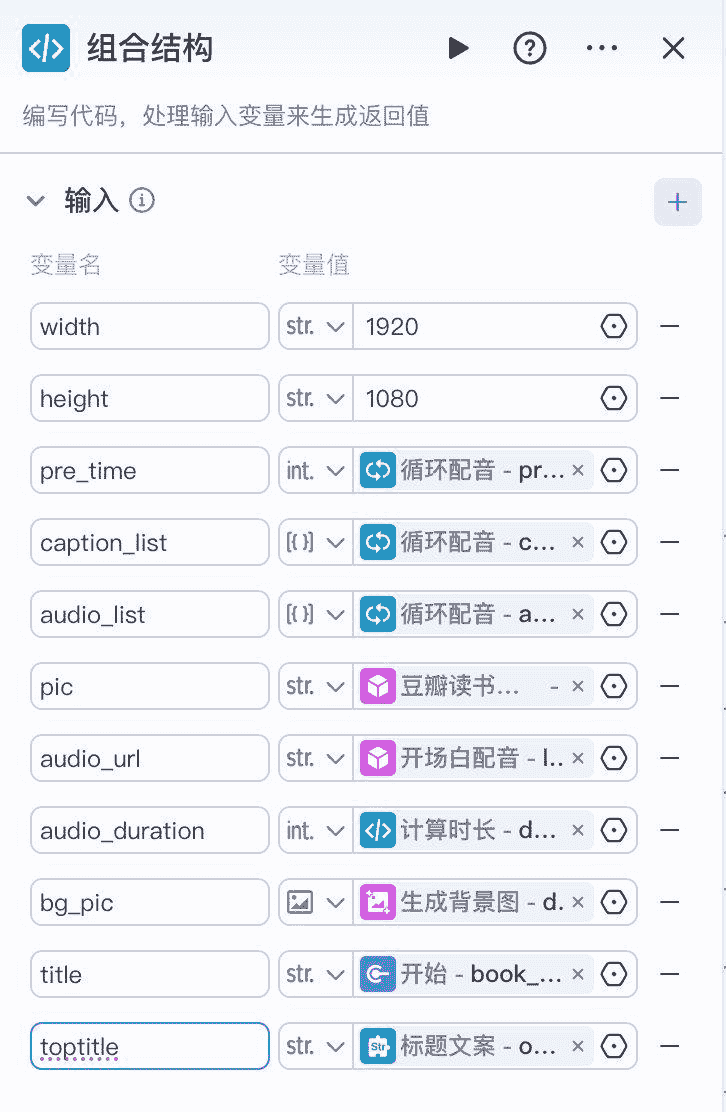 组合结构
编写代码，处理输入变量来生成返回值
输入
变量名 变量值
width str. 1920
height str. 1080
pre_time int. 循环配音 - pr...
caption_list [{}] 循环配音 - c...
audio_list [{}] 循环配音 - a...
pic str. 豆瓣读书... -
audio_url str. 开场白配音 - l..
audio_duration int. 计算时长 - d...
bg_pic 生成背景图 - d.
title str. 开始 - book_...
toptitle str. Str 标题文案 - o...